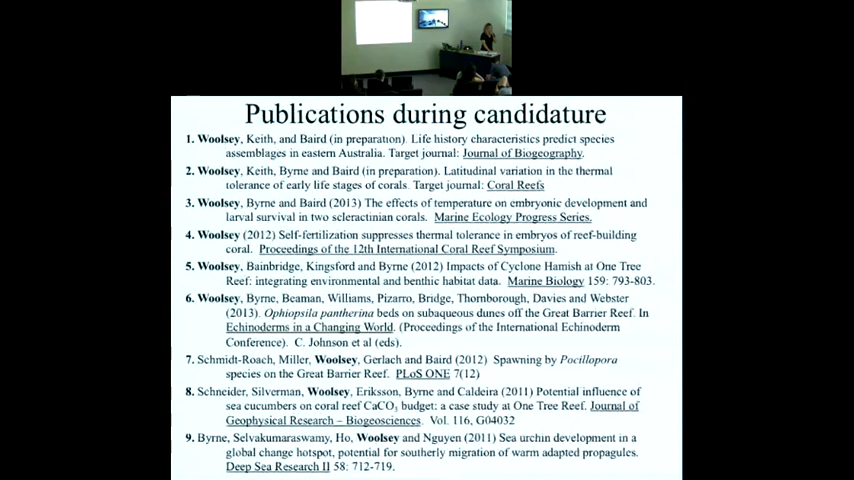 Publications during candidature
1. Woolsey, Keith, and Baird (in preparation). Life history characteristics predict species
assemblages in eastern Australia. Target journal: Journal of Biogeography.
2. Woolsey, Keith, Byrne and Baird (in preparation). Latitudinal variation in the thermal
tolerance of early life stages of corals. Target journal: Coral Reefs
3. Woolsey, Byrne and Baird (2013) The effects of temperature on embryonic development and
larval survival in two scleractinian corals. Marine Ecology Progress Series.
4. Woolsey (2012) Self-fertilization suppresses thermal tolerance in embryos of reef-building
coral. Proceedings of the 12th International Coral Reef Symposium.
5. Woolsey, Bainbridge, Kingsford and Byrne (2012) Impacts of Cyclone Hamish at One Tree
Reef: integrating environmental and benthic habitat data. Marine Biology 159: 793-803.
6. Woolsey, Byrne, Beaman, Williams, Pizarro, Bridge, Thornborough, Davies and Webster
(2013). Ophiopsila pantherina beds on subaqueous dunes off the Great Barrier Reef. In
Echinoderms in a Changing World. (Proceedings of the International Echinoderm
Conference). C. Johnson et al (eds).
7. Schmidt-Roach, Miller, Woolsey, Gerlach and Baird (2012) Spawning by Pocillopora
species on the Great Barrier Reef. PLoS ONE 7(12)
8. Schneider, Silverman, Woolsey, Eriksson, Byrne and Caldeira (2011) Potential influence of
sea cucumbers on coral reef CaCO₃ budget: a case study at One Tree Reef. Journal of
Geophysical Research – Biogeosciences. Vol. 116, G04032
9. Byrne, Selvakumaraswamy, Ho, Woolsey and Nguyen (2011) Sea urchin development in a
global change hotspot, potential for southerly migration of warm adapted propagules.
Deep Sea Research II 58: 712-719.